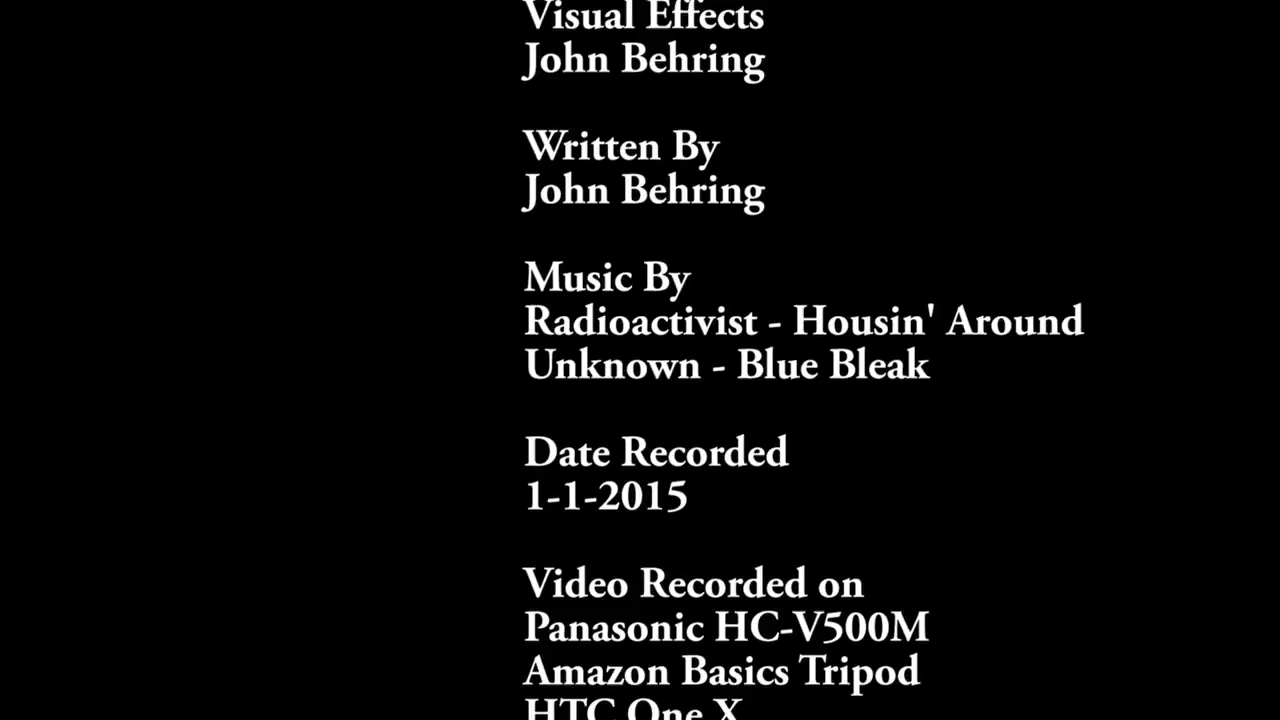 Visual Effects
John Behring
Written By
John Behring
Music By
Radioactivist - Housin' Around
Unknown - Blue Bleak
Date Recorded
1-1-2015
Video Recorded on
Panasonic HC-V500M
Amazon Basics Tripod
HTC One X